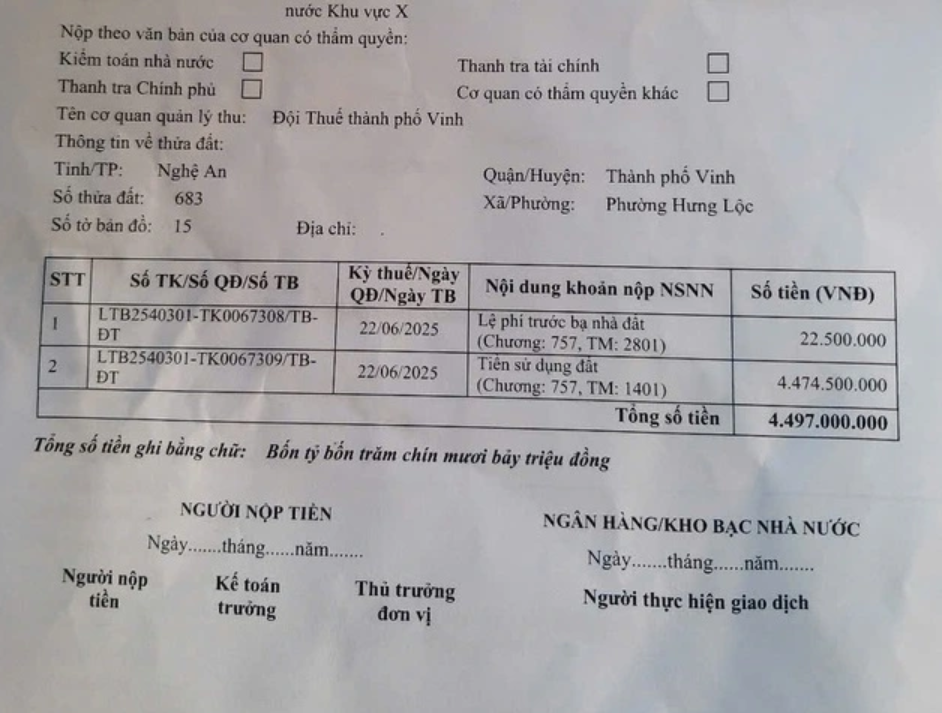 nước Khu vực X
Nộp theo văn bản của cơ quan có thẩm quyền:
Kiểm toán nhà nước
Thanh tra tài chính
Thanh tra Chính phủ
Cơ quan có thẩm quyền khác
Tên cơ quan quản lý thu: Đội Thuế thành phố Vinh
Thông tin về thửa đất:
Tỉnh/TP: Nghệ An
Quận/Huyện: Thành phố Vinh
Số thửa đất: 683
Xã/Phường: Phường Hưng Lộc
Số tờ bản đồ: 15 Địa chỉ: .
STT Số TK/Số QĐ/Số TB Kỳ thuế/Ngày QĐ/Ngày TB Nội dung khoản nộp NSNN Số tiền (VNĐ)
1 LTB2540301-TK0067308/TB-ĐT 22/06/2025 Lệ phí trước bạ nhà đất (Chương: 757, TM: 2801) 22.500.000
2 LTB2540301-TK0067309/TB-ĐT 22/06/2025 Tiền sử dụng đất (Chương: 757, TM: 1401) 4.474.500.000
Tổng số tiền 4.497.000.000
Tổng số tiền ghi bằng chữ: Bốn tỷ bốn trăm chín mươi bảy triệu đồng
NGƯỜI NỘP TIỀN
Ngày.......tháng......năm.......
Người nộp tiền
Kế toán trưởng
Thủ trưởng đơn vị
NGÂN HÀNG/KHO BẠC NHÀ NƯỚC
Ngày.......tháng......năm.......
Người thực hiện giao dịch